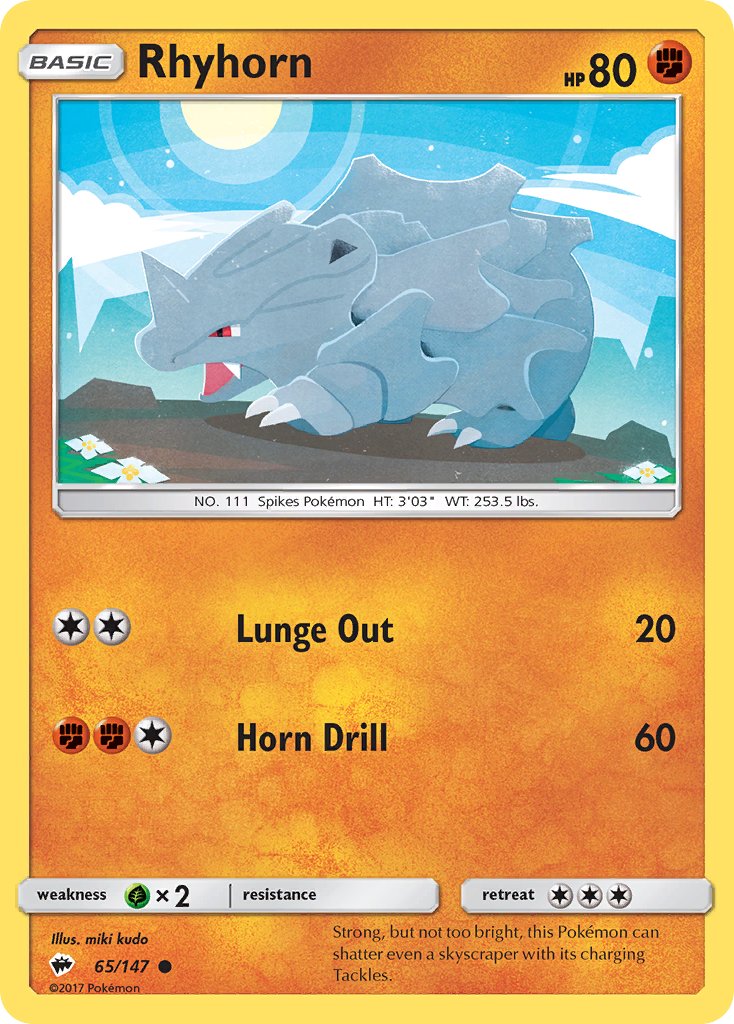 BASIC Rhyhorn HP 80
NO. 111 Spikes Pokémon HT: 3'03" WT: 253.5 lbs.
Lunge Out 20
Horn Drill 60
weakness × 2 resistance retreat
Illus. miki kudo
65/147
©2017 Pokémon
Strong, but not too bright, this Pokémon can
shatter even a skyscraper with its charging
Tackles.